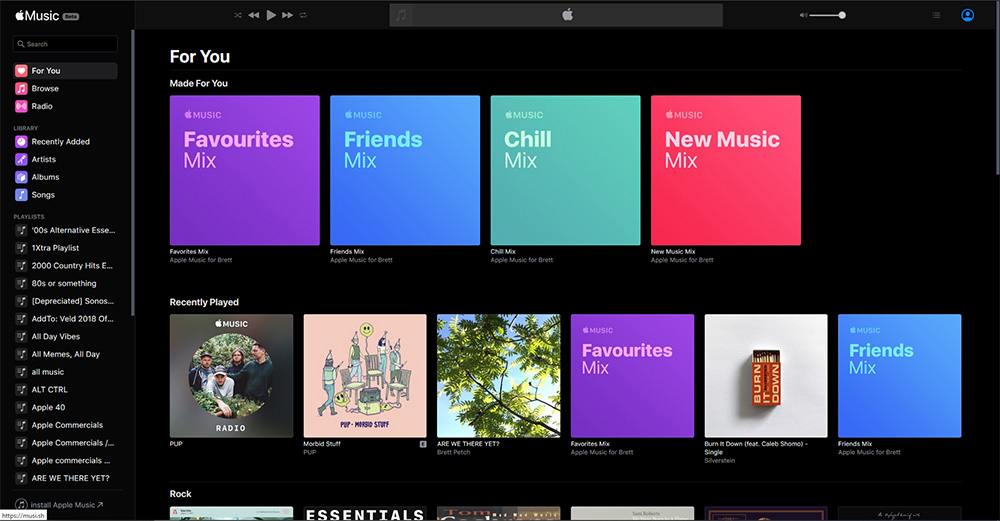 Music Beta
Search
For You
Browse
Radio
LIBRARY
Recently Added
Artists
Albums
Songs
PLAYLISTS
'00s Alternative Esse...
1Xtra Playlist
2000 Country Hits E...
80s or something
[Depreciated] Sonos...
AddTo: Veld 2018 Of...
All Day Vibes
All Memes, All Day
all music
ALT CTRL
Apple 40
Apple Commercials
Apple Commercials /...
Apple commercials ...
ARE WE THERE YET?
install Apple Music ↗
https://musi.sh
For You
Made For You
MUSIC
Favourites
Mix
MUSIC
Friends
Mix
MUSIC
Chill
Mix
MUSIC
New Music
Mix
Favorites Mix
Apple Music for Brett
Friends Mix
Apple Music for Brett
Chill Mix
Apple Music for Brett
New Music Mix
Apple Music for Brett
Recently Played
MUSIC
RADIO
PUP · MORBID STUFF
MUSIC
Favourites
Mix
BURN
IT
DOWN
MUSIC
Friends
Mix
PUP
Morbid Stuff E
PUP
ARE WE THERE YET?
Brett Petch
Favorites Mix
Apple Music for Brett
Burn It Down (feat. Caleb Shomo) -
Single
Silverstein
Friends Mix
Apple Music for Brett
Rock
ESSENTIALS
Tom